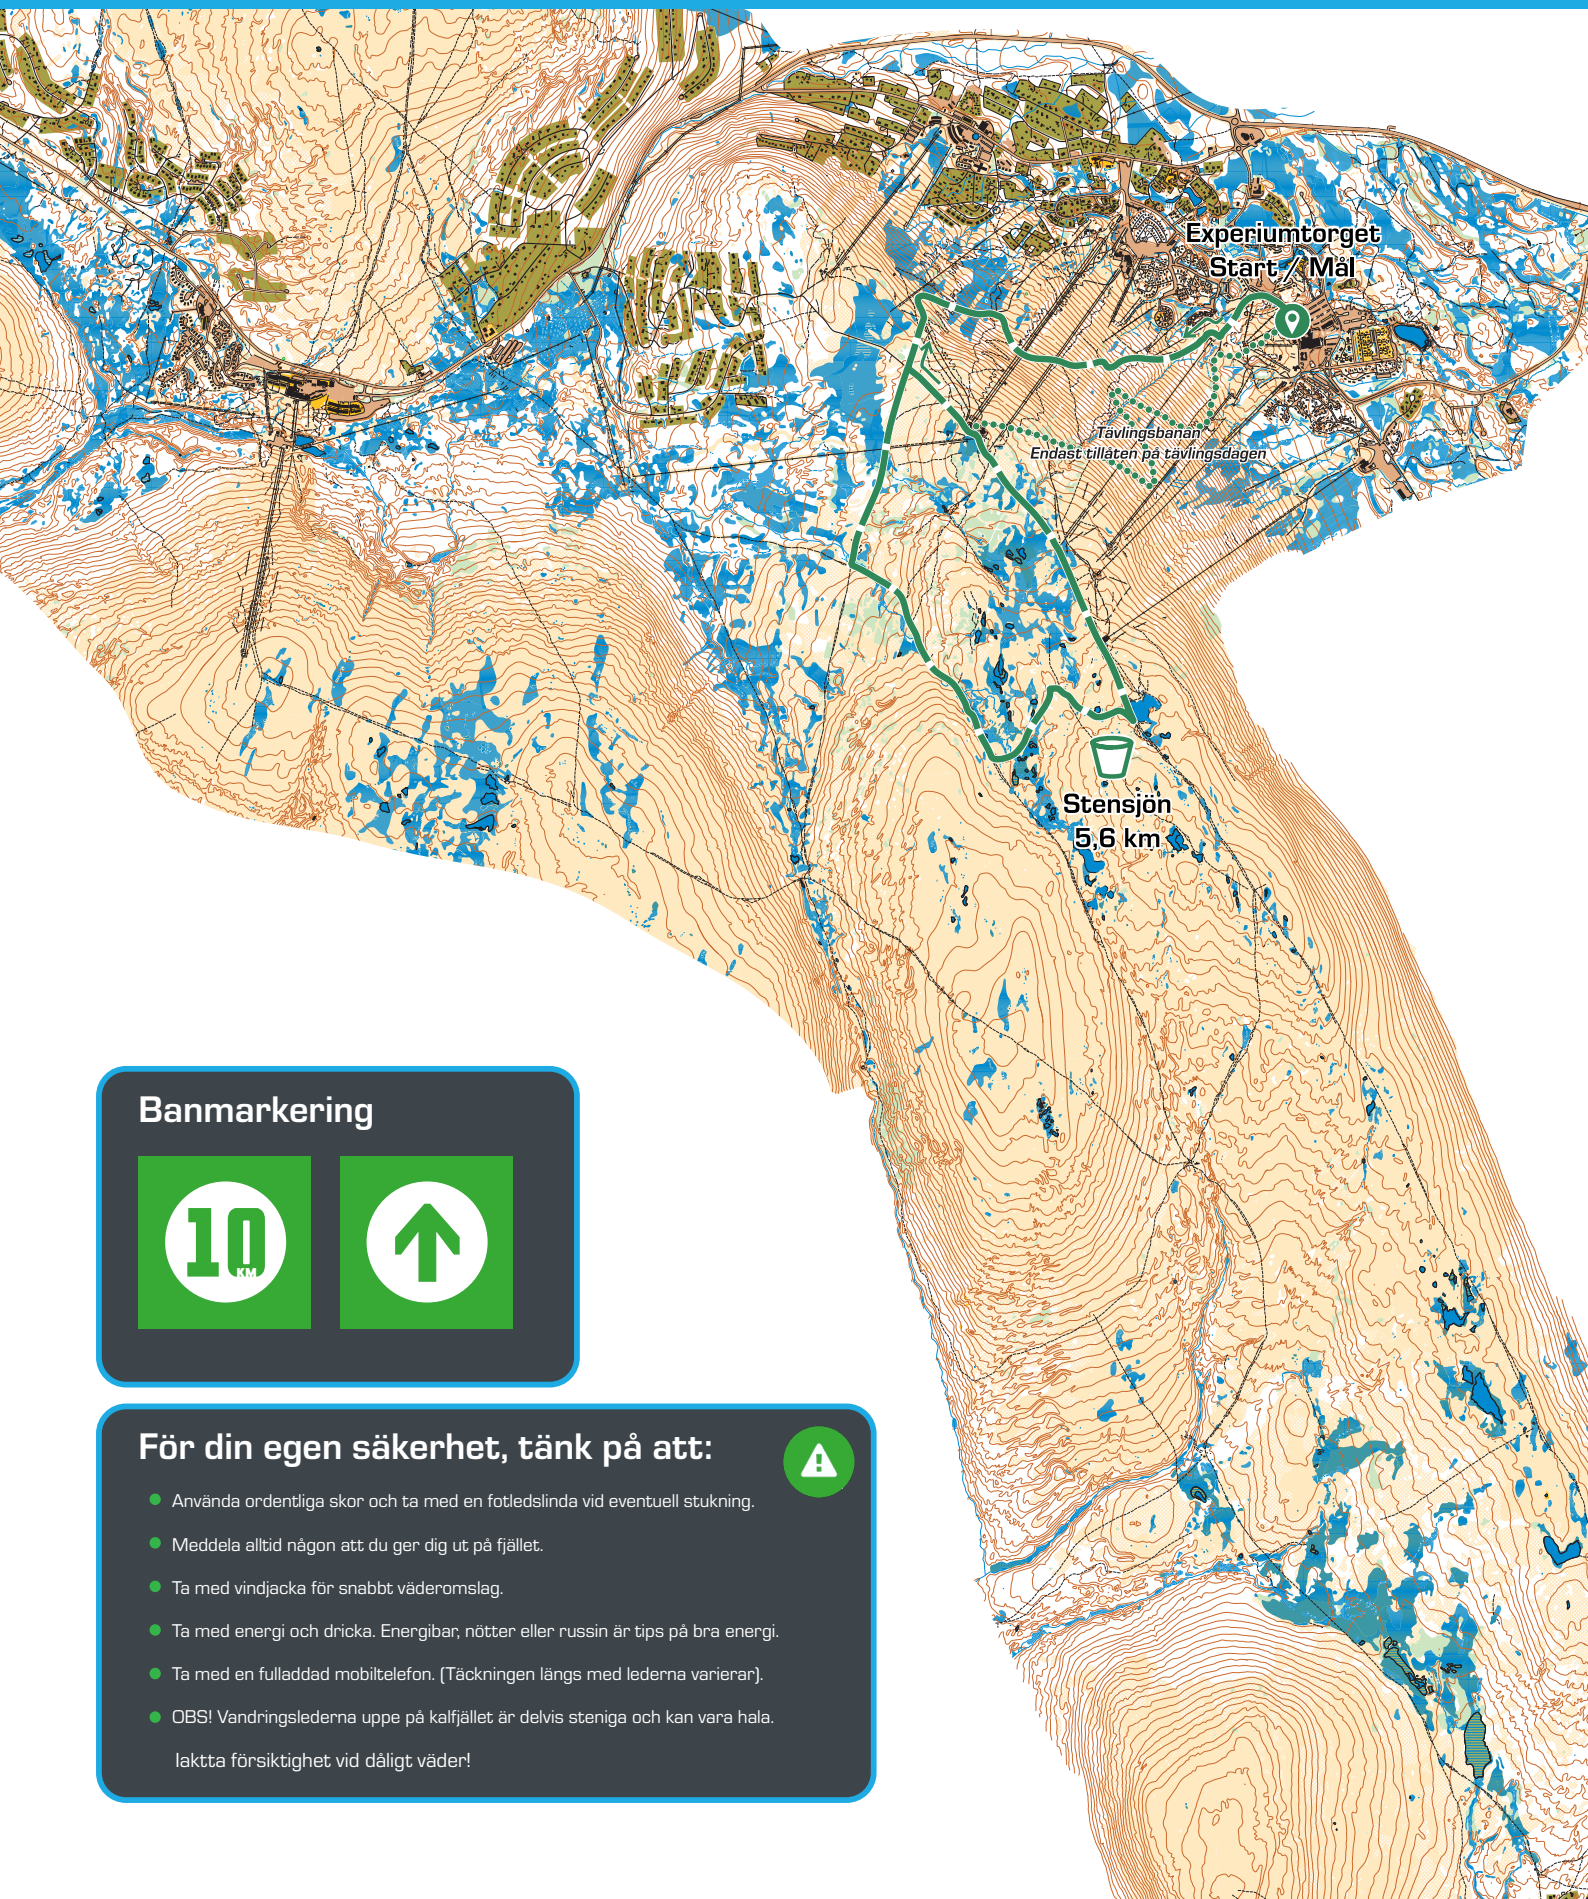 Experiumtorget
Start / Mål
Tävlingsbanan
Endast tillåten på tävlingsdagen
Stensjön
5,6 km
Banmarkering
10
KM
För din egen säkerhet, tänk på att:
Använda ordentliga skor och ta med en fotledslinda vid eventuell stukning.
Meddela alltid någon att du ger dig ut på fjället.
Ta med vindjacka för snabbt väderomslag.
Ta med energi och dricka. Energibar, nötter eller russin är tips på bra energi.
Ta med en fulladdad mobiltelefon. (Täckningen längs med lederna varierar).
OBS! Vandringslederna uppe på kalfjället är delvis steniga och kan vara hala.
Iaktta försiktighet vid dåligt väder!